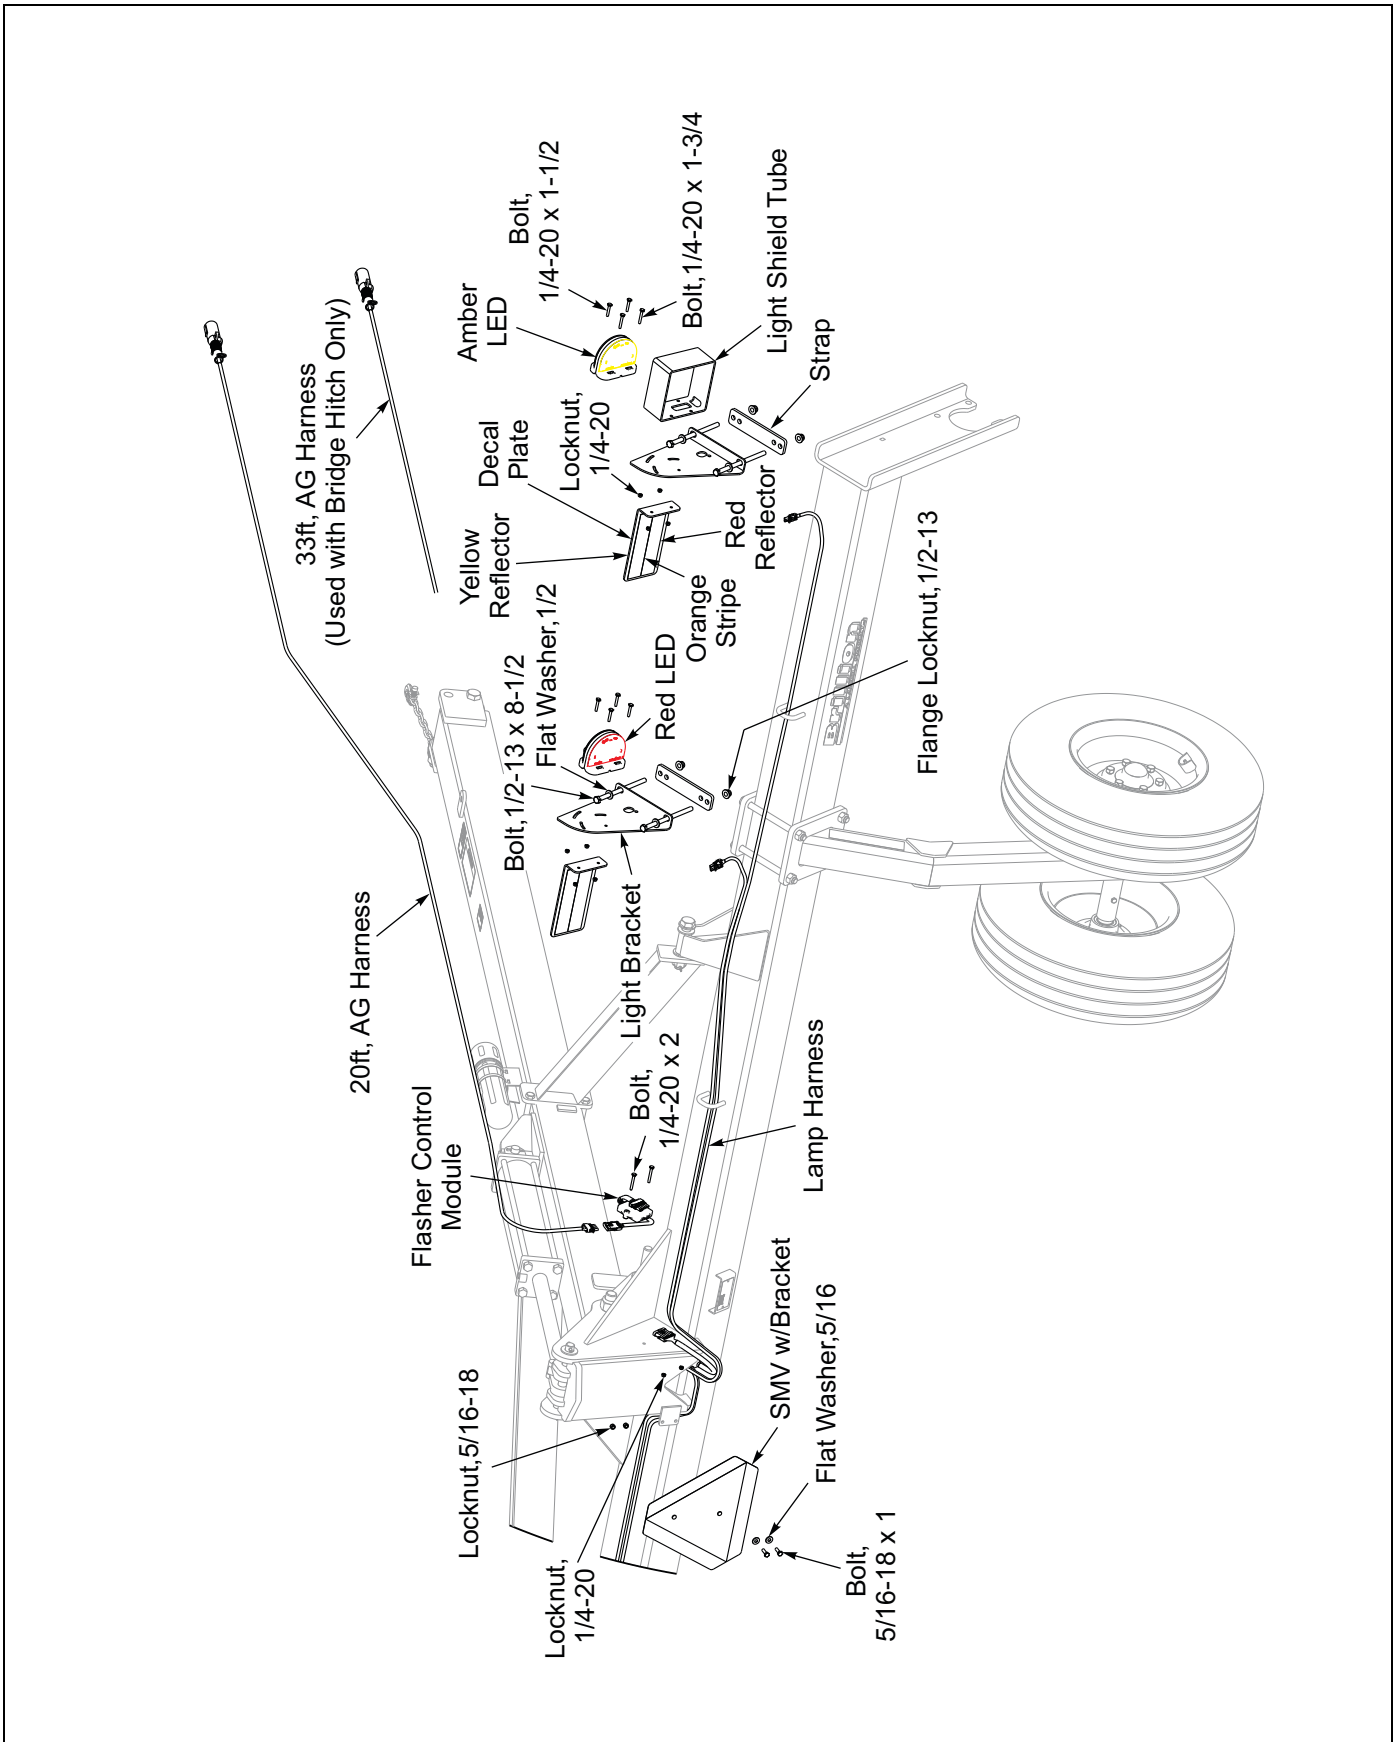 33ft, AG Harness
(Used with Bridge Hitch Only)
20ft, AG Harness
Flasher Control
Module
Locknut,5/16-18
Locknut,
1/4-20
Yellow
Reflector
Decal
Plate
Amber
LED
Bolt,
1/4-20 x 1-1/2
Locknut,
1/4-20
Bolt,1/4-20 x 1-3/4
Light Shield Tube
Strap
Red
Reflector
Orange
Stripe
Bolt,1/2-13 x 8-1/2
Flat Washer,1/2
Red LED
Light Bracket
Bolt,
1/4-20 x 2
Flange Locknut,1/2-13
Lamp Harness
SMV w/Bracket
Flat Washer,5/16
Bolt,
5/16-18 x 1